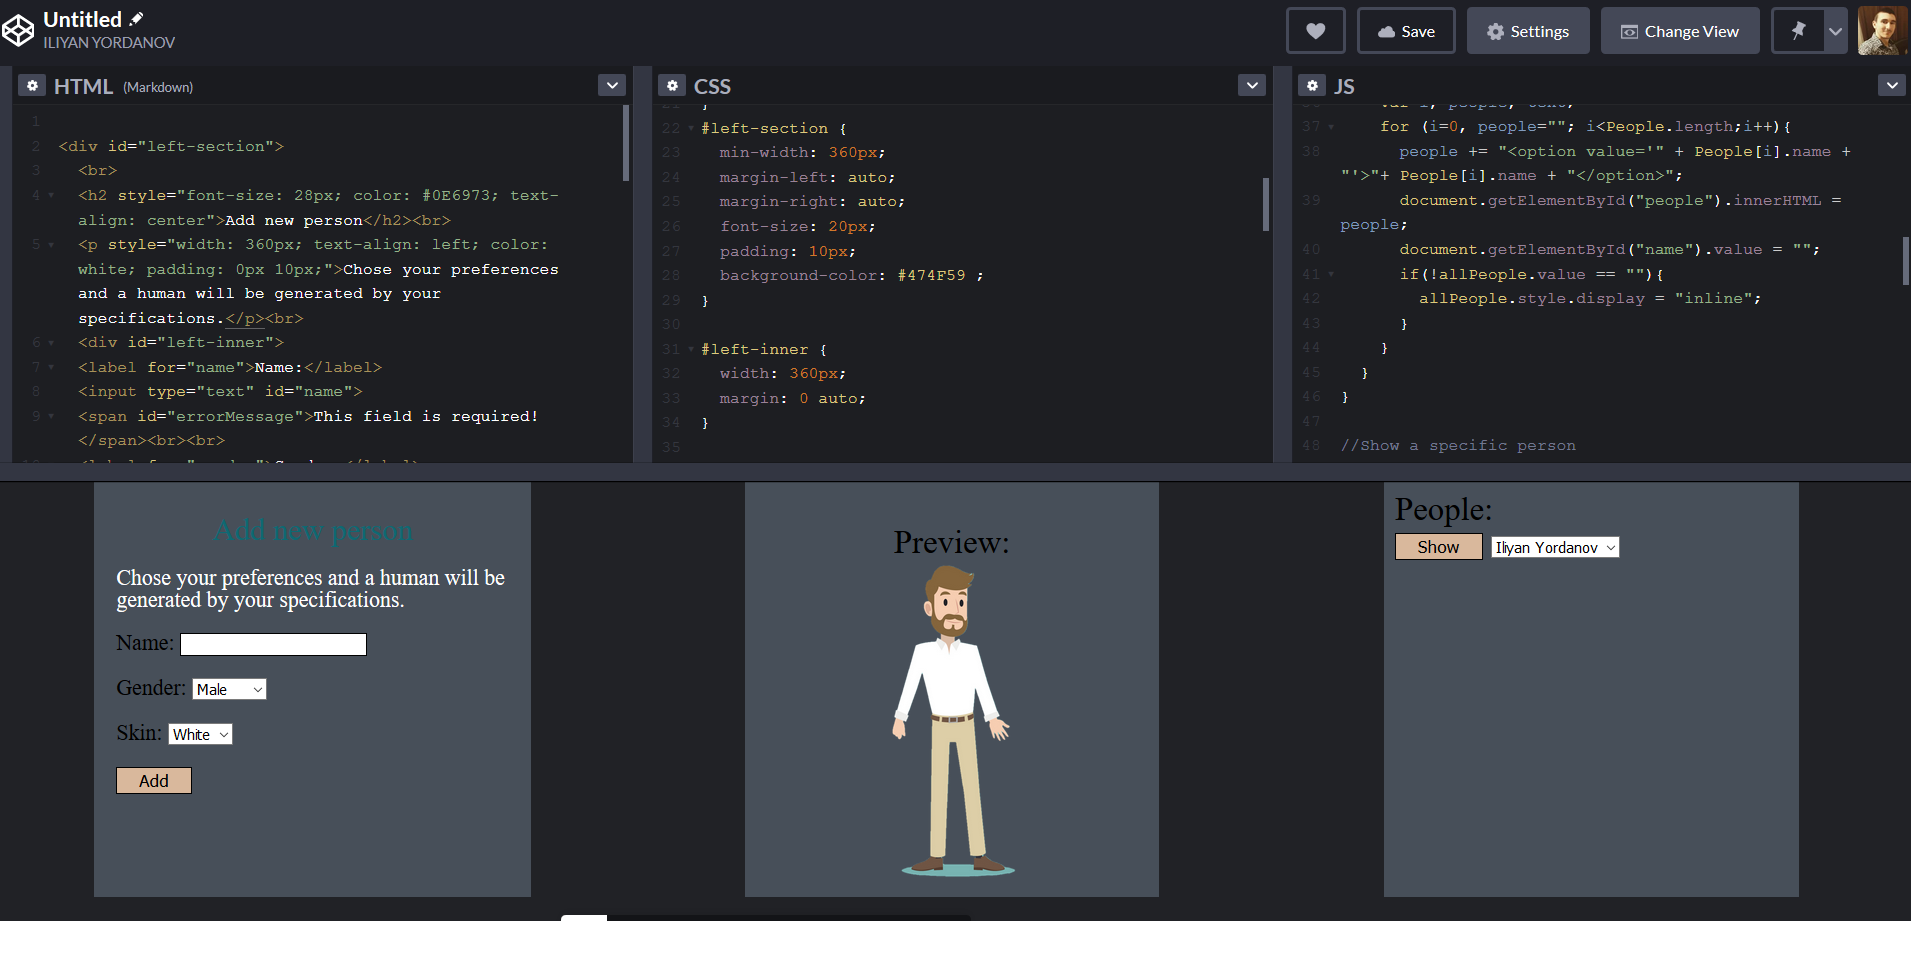 Untitled
ILIYAN YORDANOV
Save
Settings
Change View
HTML (Markdown)
1
2 <div id="left-section">
3 <br>
4 <h2 style="font-size: 28px; color: #0E6973; text-
align: center">Add new person</h2><br>
5 <p style="width: 360px; text-align: left; color:
white; padding: 0px 10px;">Chose your preferences
and a human will be generated by your
specifications.</p><br>
6 <div id="left-inner">
7 <label for="name">Name:</label>
8 <input type="text" id="name">
9 <span id="errorMessage">This field is required!
</span><br><br>
CSS
22 #left-section {
23 min-width: 360px;
24 margin-left: auto;
25 margin-right: auto;
26 font-size: 20px;
27 padding: 10px;
28 background-color: #474F59 ;
29 }
30
31 #left-inner {
32 width: 360px;
33 margin: 0 auto;
34 }
35
JS
37 for (i=0, people=""; i<People.length;i++){
38 people += "<option value='" + People[i].name +
"'>"+ People[i].name + "</option>";
39 document.getElementById("people").innerHTML =
people;
40 document.getElementById("name").value = "";
41 if(!allPeople.value == ""){
42 allPeople.style.display = "inline";
43 }
44 }
45 }
46 }
47
48 //Show a specific person
Add new person
Chose your preferences and a human will be
generated by your specifications.
Name:
Gender: Male
Skin: White
Add
Preview:
People:
Show Iliyan Yordanov